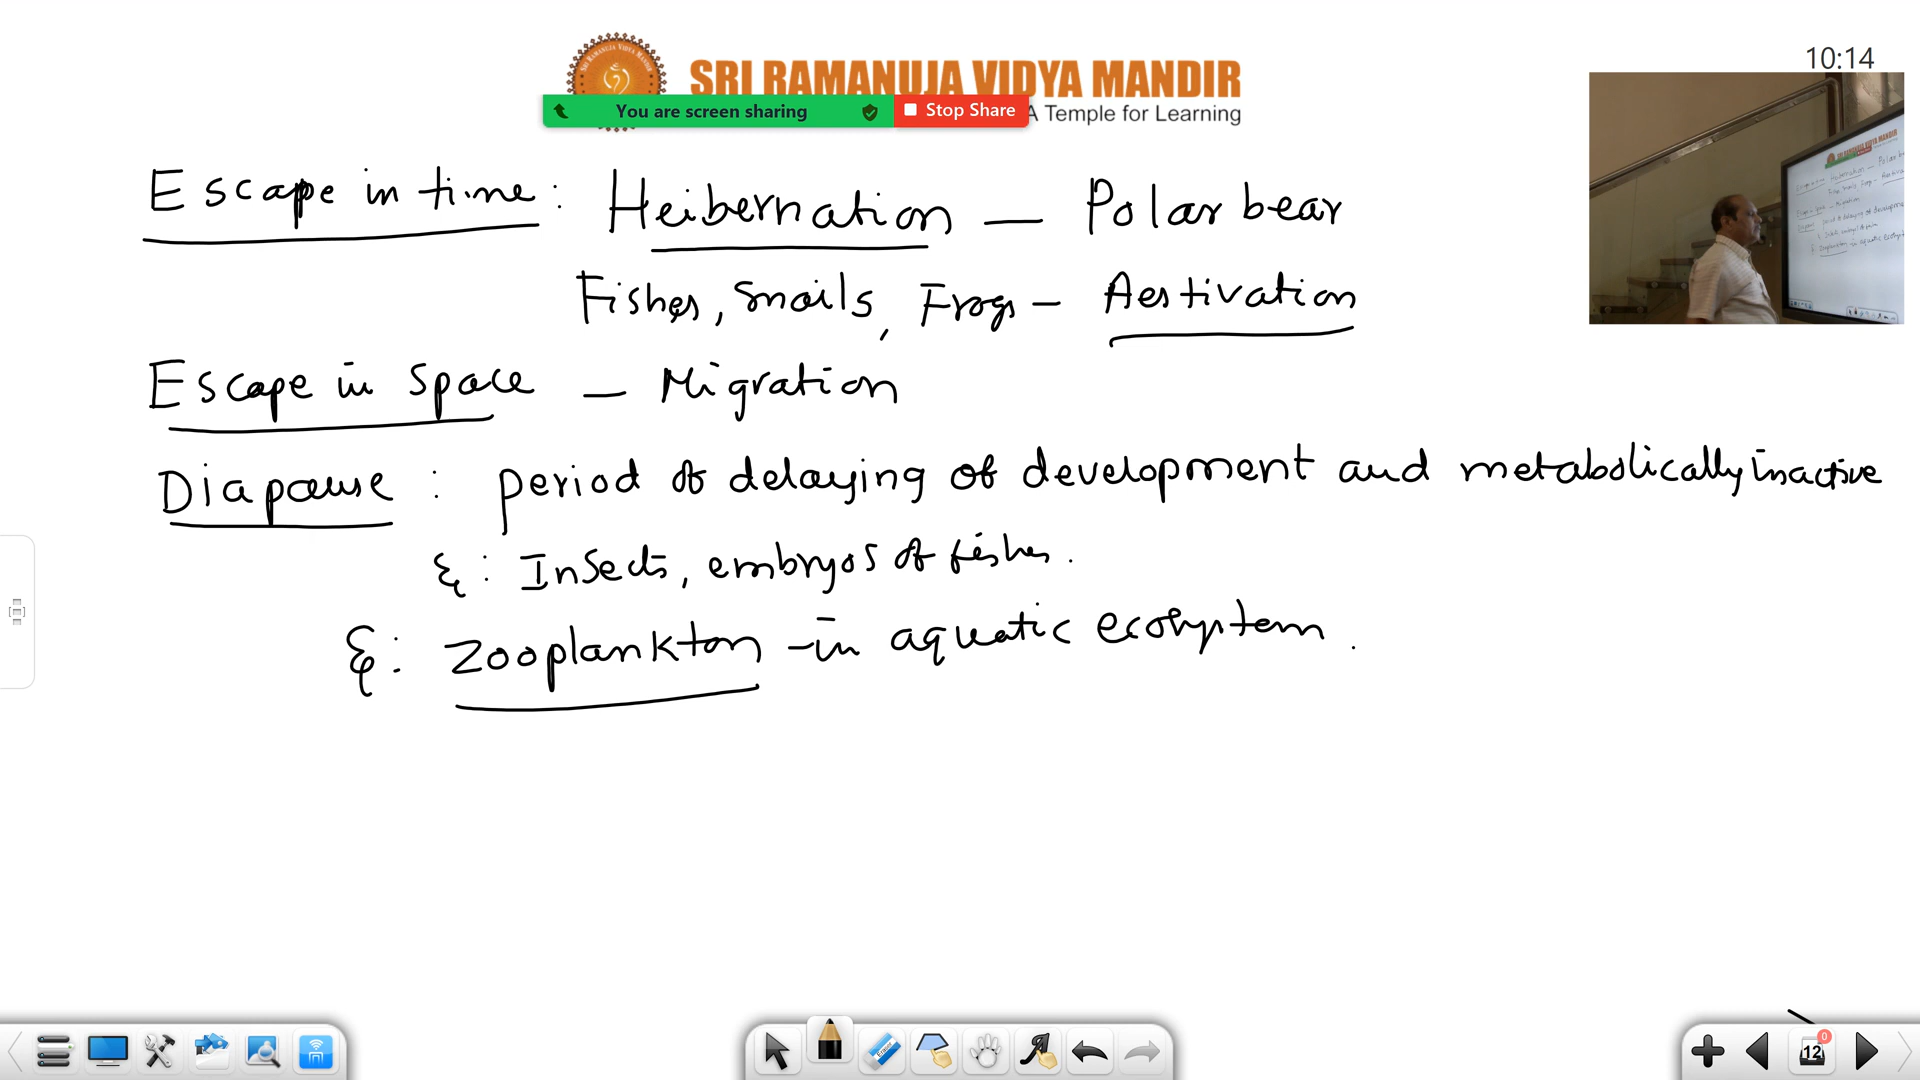 10:14
SRI RAMANUJA VIDYA MANDIR
A Temple for Learning
You are screen sharing
Stop Share
Escape in time : Heibernation — Polar bear
Fishes, Snails, Frogs – Aestivation
Escape in Space – Migration
Diapause : period of delaying of development and metabolically inactive
Eg : Insects, embryos of fishes.
Eg : Zooplankton – in aquatic ecosystem.
12
0